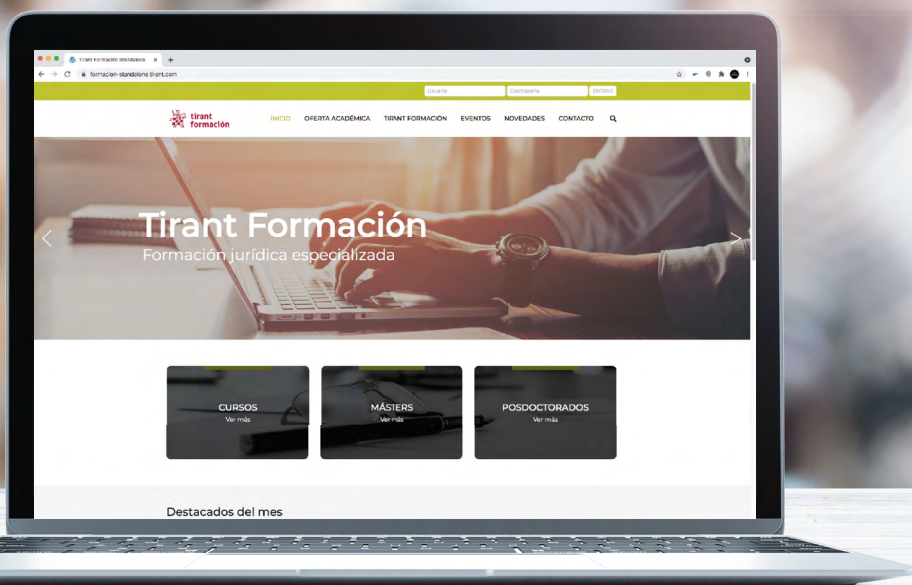 Tirant Formación Standalone
formacion-standalone.tirant.com
Usuario Contraseña ENTRAR
tirant
formación
INICIO OFERTA ACADÉMICA TIRANT FORMACIÓN EVENTOS NOVEDADES CONTACTO
Tirant Formación
Formación jurídica especializada
CURSOS
Ver más
MÁSTERS
Ver más
POSDOCTORADOS
Ver más
Destacados del mes